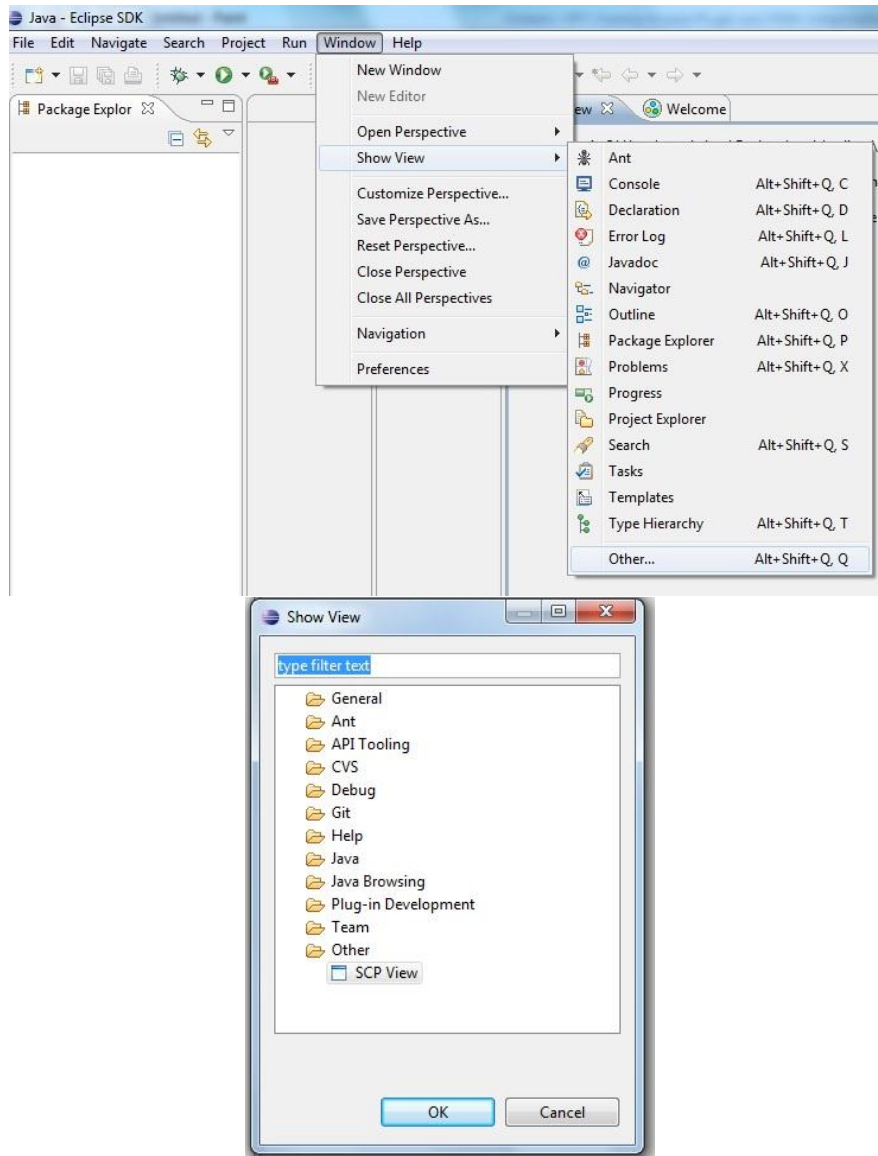 Java - Eclipse SDK
File Edit Navigate Search Project Run Window Help
Package Explor
ew Welcome
New Window
New Editor
Open Perspective
Show View
Customize Perspective...
Save Perspective As...
Reset Perspective...
Close Perspective
Close All Perspectives
Navigation
Preferences
Ant
Console Alt+Shift+Q, C
Declaration Alt+Shift+Q, D
Error Log Alt+Shift+Q, L
Javadoc Alt+Shift+Q, J
Navigator
Outline Alt+Shift+Q, O
Package Explorer Alt+Shift+Q, P
Problems Alt+Shift+Q, X
Progress
Project Explorer
Search Alt+Shift+Q, S
Tasks
Templates
Type Hierarchy Alt+Shift+Q, T
Other... Alt+Shift+Q, Q
Show View
type filter text
General
Ant
API Tooling
CVS
Debug
Git
Help
Java
Java Browsing
Plug-in Development
Team
Other
SCP View
OK Cancel